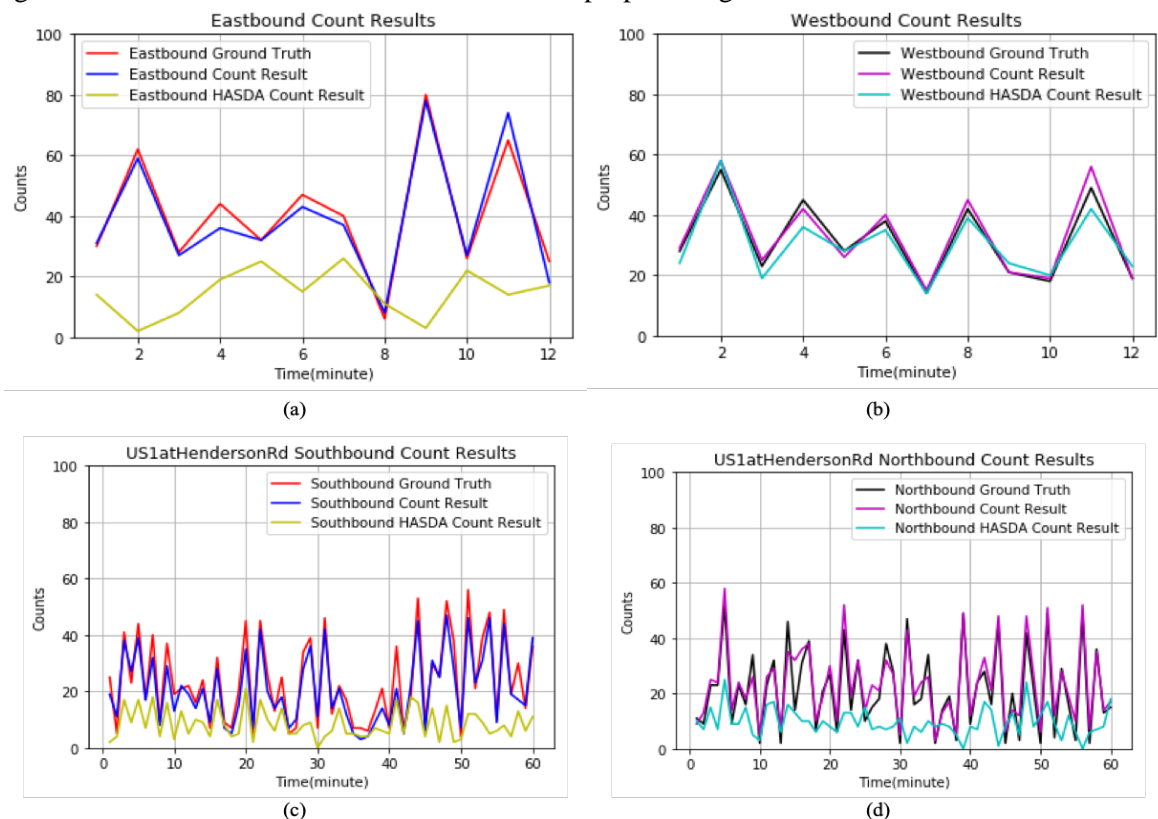 Eastbound Count Results
100
80
60
40
20
0
Counts
Eastbound Ground Truth
Eastbound Count Result
Eastbound HASDA Count Result
2 4 6 8 10 12
Time(minute)
(a)
Westbound Count Results
100
80
60
40
20
0
Counts
Westbound Ground Truth
Westbound Count Result
Westbound HASDA Count Result
2 4 6 8 10 12
Time(minute)
(b)
US1atHendersonRd Southbound Count Results
100
80
60
40
20
0
Counts
Southbound Ground Truth
Southbound Count Result
Southbound HASDA Count Result
0 10 20 30 40 50 60
Time(minute)
(c)
US1atHendersonRd Northbound Count Results
100
80
60
40
20
0
Counts
Northbound Ground Truth
Northbound Count Result
Northbound HASDA Count Result
0 10 20 30 40 50 60
Time(minute)
(d)